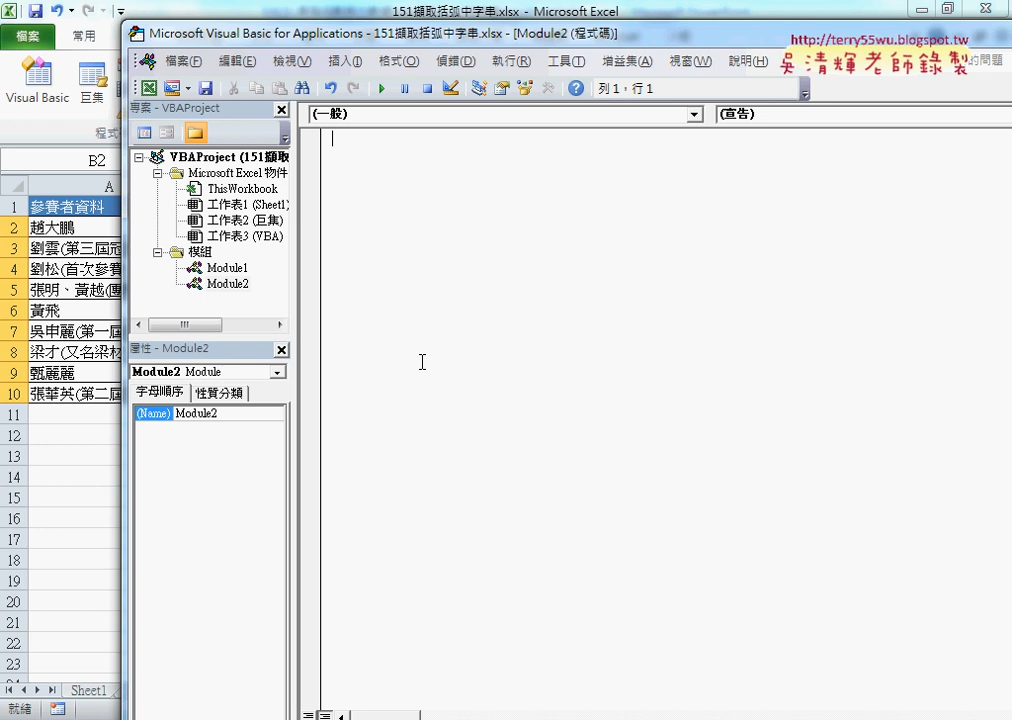 151擷取括弧中字串.xlsx - Microsoft Excel
檔案
常用
Visual Basic
巨集
Microsoft Visual Basic for Applications - 151擷取括弧中字串.xlsx - [Module2 (程式碼)]
http://terry55wu.blogspot.tw
吳清輝老師錄製
的問題
檔案(F) 編輯(E) 檢視(V) 插入(I) 格式(O) 偵錯(D) 執行(R) 工具(T) 增益集(A) 視窗(W) 說明(H)
列 1,行 1
專案 - VBAProject
(一般)
(宣告)
VBAProject (151擷取
Microsoft Excel 物件
ThisWorkbook
工作表1 (Sheet1)
工作表2 (巨集)
工作表3 (VBA)
模組
Module1
Module2
屬性 - Module2
Module2 Module
字母順序
性質分類
(Name) Module2
B2
A
1 參賽者資料
2 趙大鵬
3 劉雲(第三屆冠
4 劉松(首次參賽
5 張明、黃越(團
6 黃飛
7 吳申麗(第一屆
8 梁才(又名梁材
9 甄麗麗
10 張華英(第二屆
11
12
13
14
15
16
17
18
19
20
21
22
23
Sheet1
就緒